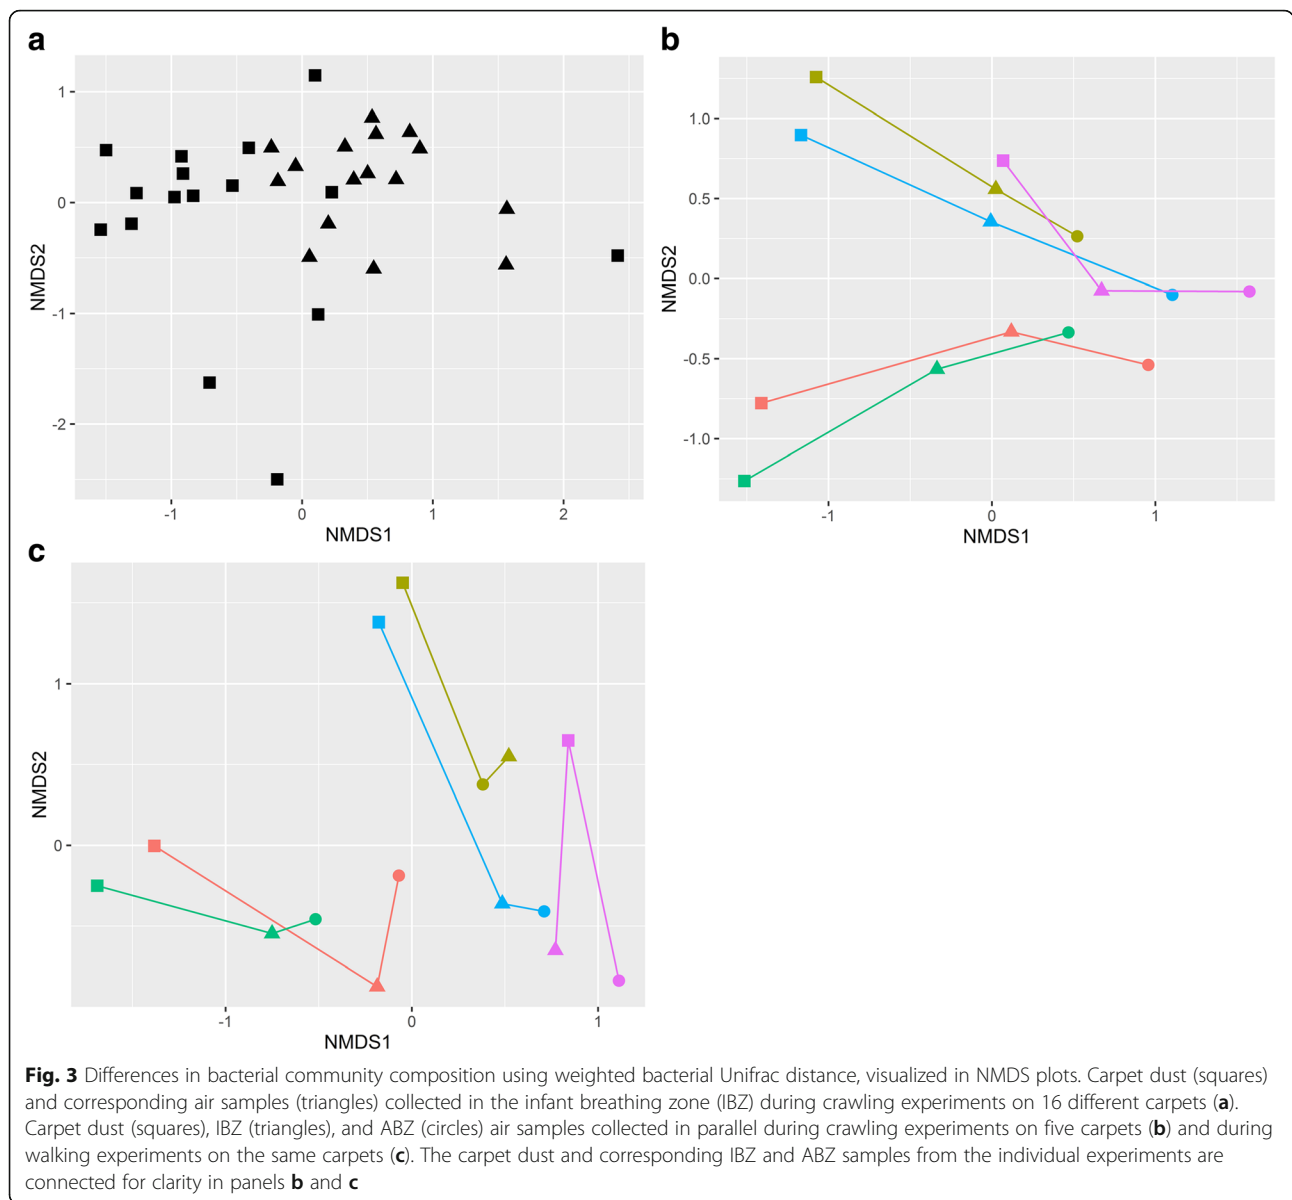 a
1
0
-1
-2
NMDS2
-1
0
1
2
NMDS1
b
1.0
0.5
0.0
-0.5
-1.0
NMDS2
-1
0
1
NMDS1
c
1
0
NMDS2
-1
0
1
NMDS1
Fig. 3 Differences in bacterial community composition using weighted bacterial Unifrac distance, visualized in NMDS plots. Carpet dust (squares)
and corresponding air samples (triangles) collected in the infant breathing zone (IBZ) during crawling experiments on 16 different carpets (a).
Carpet dust (squares), IBZ (triangles), and ABZ (circles) air samples collected in parallel during crawling experiments on five carpets (b) and during
walking experiments on the same carpets (c). The carpet dust and corresponding IBZ and ABZ samples from the individual experiments are
connected for clarity in panels b and c